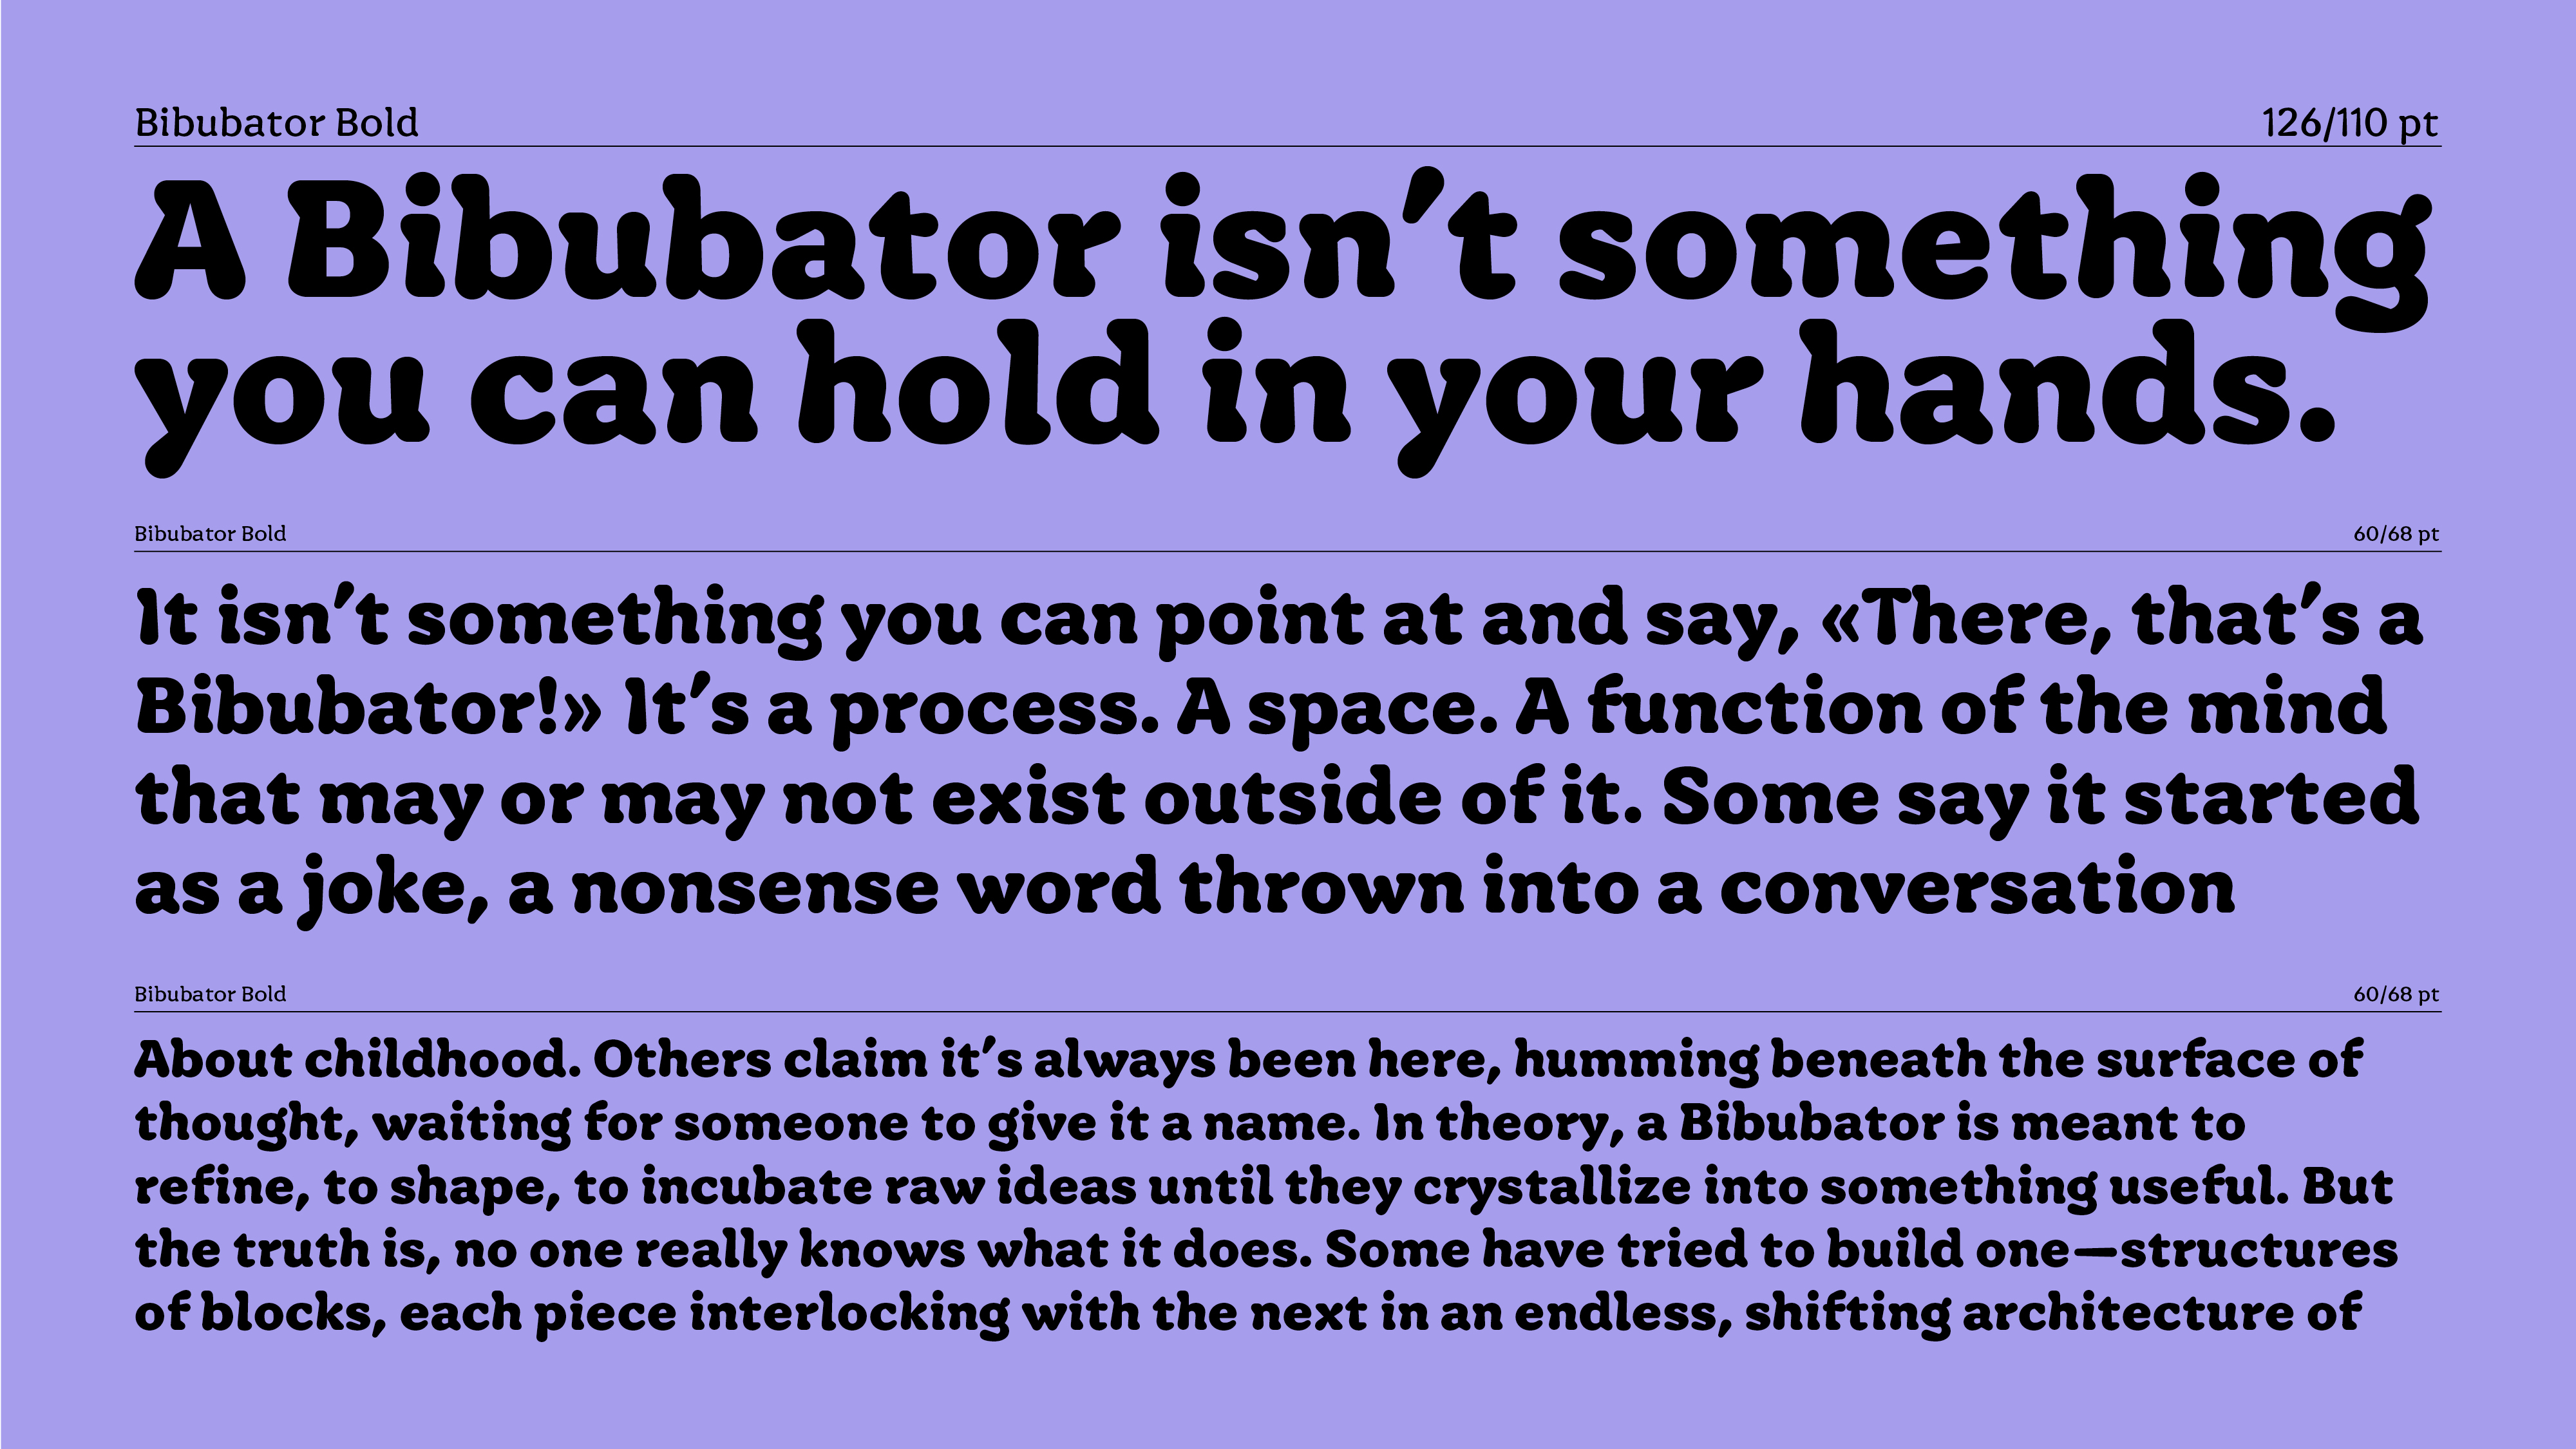 Bibubator Bold
126/110 pt
A Bibubator isn’t something
you can hold in your hands.
Bibubator Bold
60/68 pt
It isn’t something you can point at and say, «There, that’s a
Bibubator!» It’s a process. A space. A function of the mind
that may or may not exist outside of it. Some say it started
as a joke, a nonsense word thrown into a conversation
Bibubator Bold
60/68 pt
About childhood. Others claim it’s always been here, humming beneath the surface of
thought, waiting for someone to give it a name. In theory, a Bibubator is meant to
refine, to shape, to incubate raw ideas until they crystallize into something useful. But
the truth is, no one really knows what it does. Some have tried to build one—structures
of blocks, each piece interlocking with the next in an endless, shifting architecture of